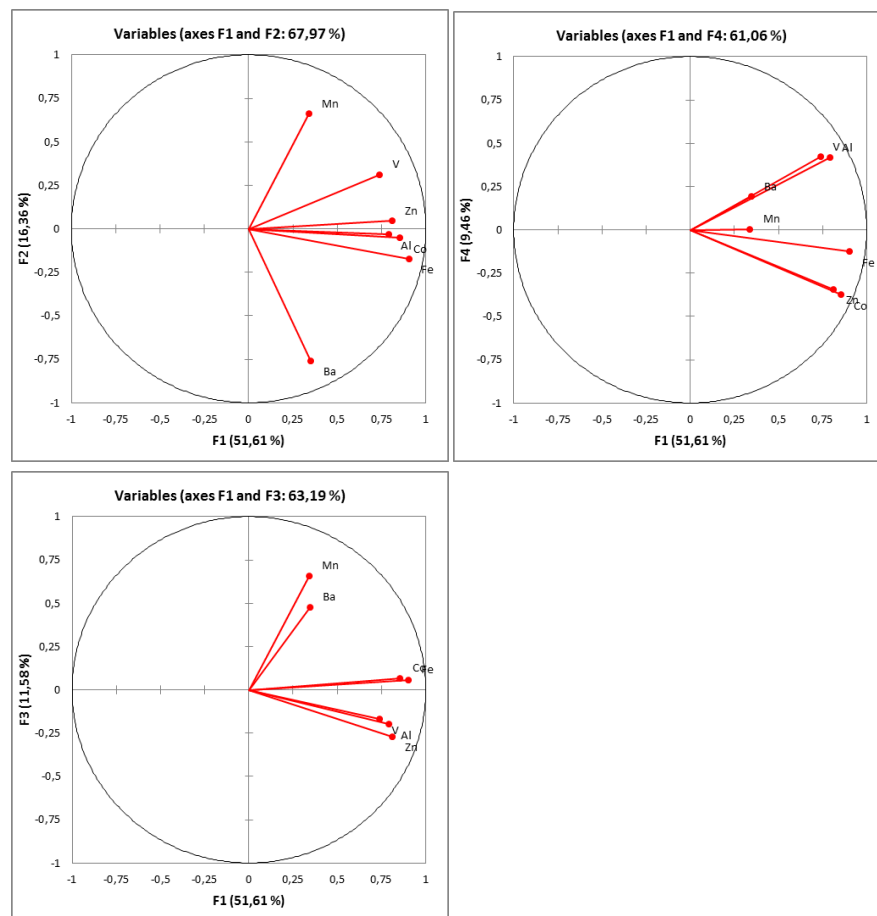 Variables (axes F1 and F2: 67,97 %)
1
0,75
0,5
0,25
0
-0,25
-0,5
-0,75
-1
F2 (16,36 %)
Mn
V
Zn
Al
Co
Fe
Ba
-1
-0,75
-0,5
-0,25
0
0,25
0,5
0,75
1
F1 (51,61 %)
Variables (axes F1 and F4: 61,06 %)
1
0,75
0,5
0,25
0
-0,25
-0,5
-0,75
-1
F4 (9,46 %)
V
Al
Ba
Mn
Fe
Zn
Co
-1
-0,75
-0,5
-0,25
0
0,25
0,5
0,75
1
F1 (51,61 %)
Variables (axes F1 and F3: 63,19 %)
1
0,75
0,5
0,25
0
-0,25
-0,5
-0,75
-1
F3 (11,58 %)
Mn
Ba
Co
Fe
V
Al
Zn
-1
-0,75
-0,5
-0,25
0
0,25
0,5
0,75
1
F1 (51,61 %)